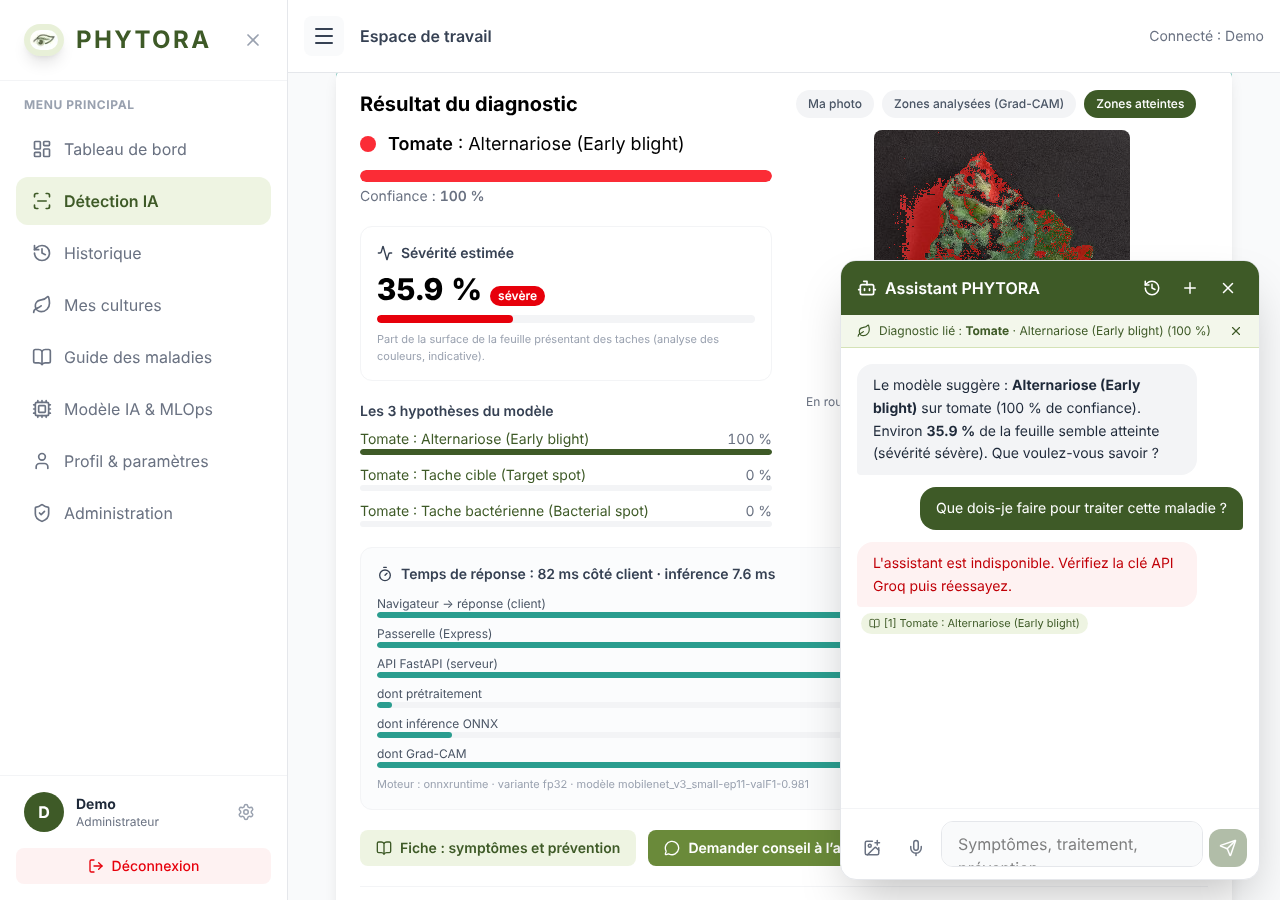 PHYTORA
MENU PRINCIPAL
Tableau de bord
Détection IA
Historique
Mes cultures
Guide des maladies
Modèle IA & MLOps
Profil & paramètres
Administration
D
Demo
Administrateur
Déconnexion
Espace de travail
Connecté : Demo
Résultat du diagnostic
Tomate : Alternariose (Early blight)
Confiance : 100 %
Sévérité estimée
35.9 % sévère
Part de la surface de la feuille présentant des taches (analyse des
couleurs, indicative).
Les 3 hypothèses du modèle
Tomate : Alternariose (Early blight) 100 %
Tomate : Tache cible (Target spot) 0 %
Tomate : Tache bactérienne (Bacterial spot) 0 %
Ma photo
Zones analysées (Grad-CAM)
Zones atteintes
En rou
Temps de réponse : 82 ms côté client · inférence 7.6 ms
Navigateur → réponse (client)
Passerelle (Express)
API FastAPI (serveur)
dont prétraitement
dont inférence ONNX
dont Grad-CAM
Moteur : onnxruntime · variante fp32 · modèle mobilenet_v3_small-ep11-valF1-0.981
Fiche : symptômes et prévention
Demander conseil à l'a
Assistant PHYTORA
Diagnostic lié : Tomate · Alternariose (Early blight) (100 %)
Le modèle suggère : Alternariose (Early
blight) sur tomate (100 % de confiance).
Environ 35.9 % de la feuille semble atteinte
(sévérité sévère). Que voulez-vous savoir ?
Que dois-je faire pour traiter cette maladie ?
L'assistant est indisponible. Vérifiez la clé API
Groq puis réessayez.
[1] Tomate : Alternariose (Early blight)
Symptômes, traitement,